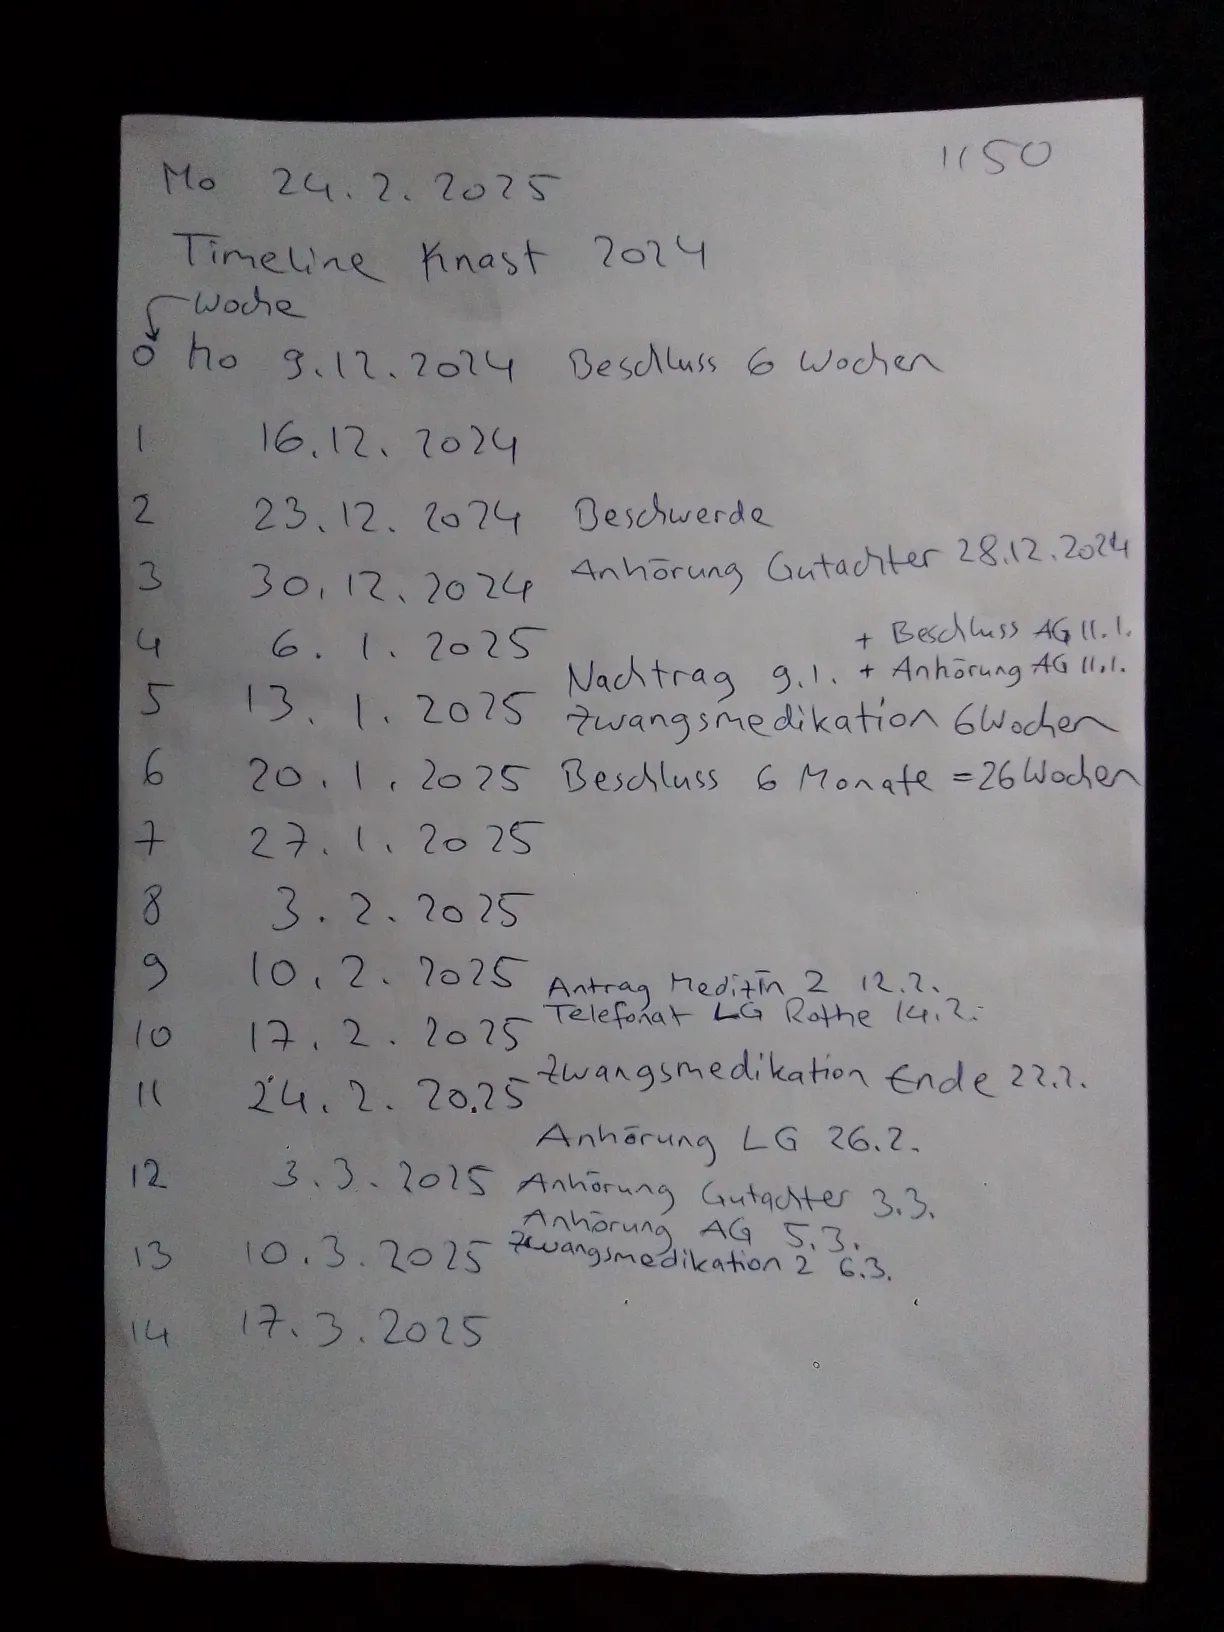 1150
Mo 24.2.2025
Timeline Knast 2024
Woche
0 Mo 9.12.2024 Beschluss 6 Wochen
1 16.12.2024
2 23.12.2024 Beschwerde
3 30.12.2024 Anhörung Gutachter 28.12.2024
+ Beschluss AG 11.1.
4 6.1.2025
Nachtrag 9.1. + Anhörung AG 11.1.
5 13.1.2025 Zwangsmedikation 6 Wochen
6 20.1.2025 Beschluss 6 Monate = 26 Wochen
7 27.1.2025
8 3.2.2025
9 10.2.2025 Antrag Medizin 2 12.2.
Telefonat LG Rothe 14.2.
10 17.2.2025
Zwangsmedikation Ende 22.2.
11 24.2.2025
Anhörung LG 26.2.
12 3.3.2025 Anhörung Gutachter 3.3.
Anhörung AG 5.3.
13 10.3.2025 Zwangsmedikation 2 6.3.
14 17.3.2025